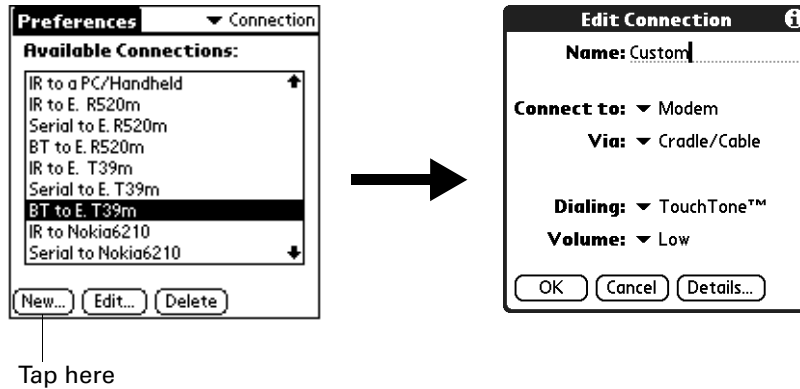 Preferences
Connection
Available Connections:
IR to a PC/Handheld
IR to E. R520m
Serial to E. R520m
BT to E. R520m
IR to E. T39m
Serial to E. T39m
BT to E. T39m
IR to Nokia6210
Serial to Nokia6210
New...
Edit...
Delete
Tap here
Edit Connection
i
Name: Custom
Connect to: Modem
Via: Cradle/Cable
Dialing: TouchTone™
Volume: Low
OK
Cancel
Details...